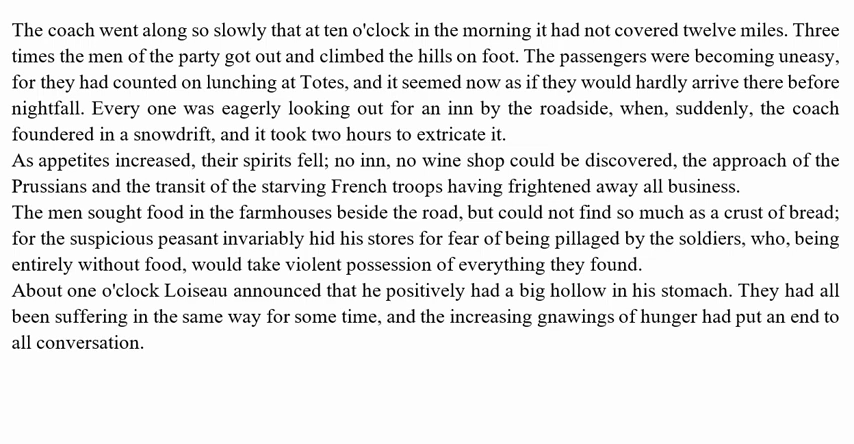 The coach went along so slowly that at ten o'clock in the morning it had not covered twelve miles. Three
times the men of the party got out and climbed the hills on foot. The passengers were becoming uneasy,
for they had counted on lunching at Totes, and it seemed now as if they would hardly arrive there before
nightfall. Every one was eagerly looking out for an inn by the roadside, when, suddenly, the coach
foundered in a snowdrift, and it took two hours to extricate it.
As appetites increased, their spirits fell; no inn, no wine shop could be discovered, the approach of the
Prussians and the transit of the starving French troops having frightened away all business.
The men sought food in the farmhouses beside the road, but could not find so much as a crust of bread;
for the suspicious peasant invariably hid his stores for fear of being pillaged by the soldiers, who, being
entirely without food, would take violent possession of everything they found.
About one o'clock Loiseau announced that he positively had a big hollow in his stomach. They had all
been suffering in the same way for some time, and the increasing gnawings of hunger had put an end to
all conversation.